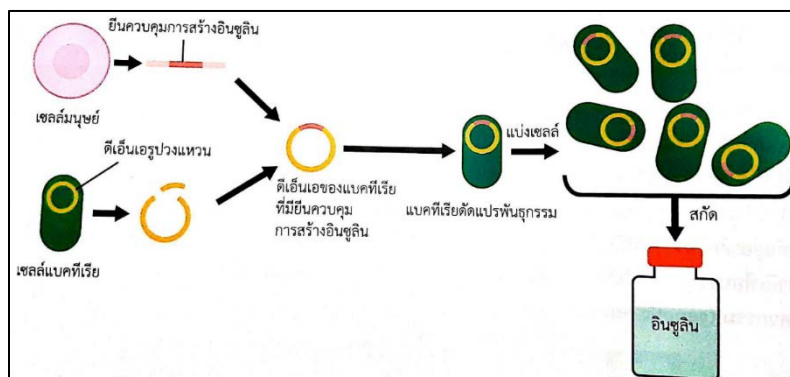 ยีนควบคุมการสร้างอินซูลิน
เซลล์มนุษย์
ดีเอ็นเอรูปวงแหวน
เซลล์แบคทีเรีย
ดีเอ็นเอของแบคทีเรีย
ที่มียีนควบคุม
การสร้างอินซูลิน
แบคทีเรียดัดแปรพันธุกรรม
แบ่งเซลล์
สกัด
อินซูลิน